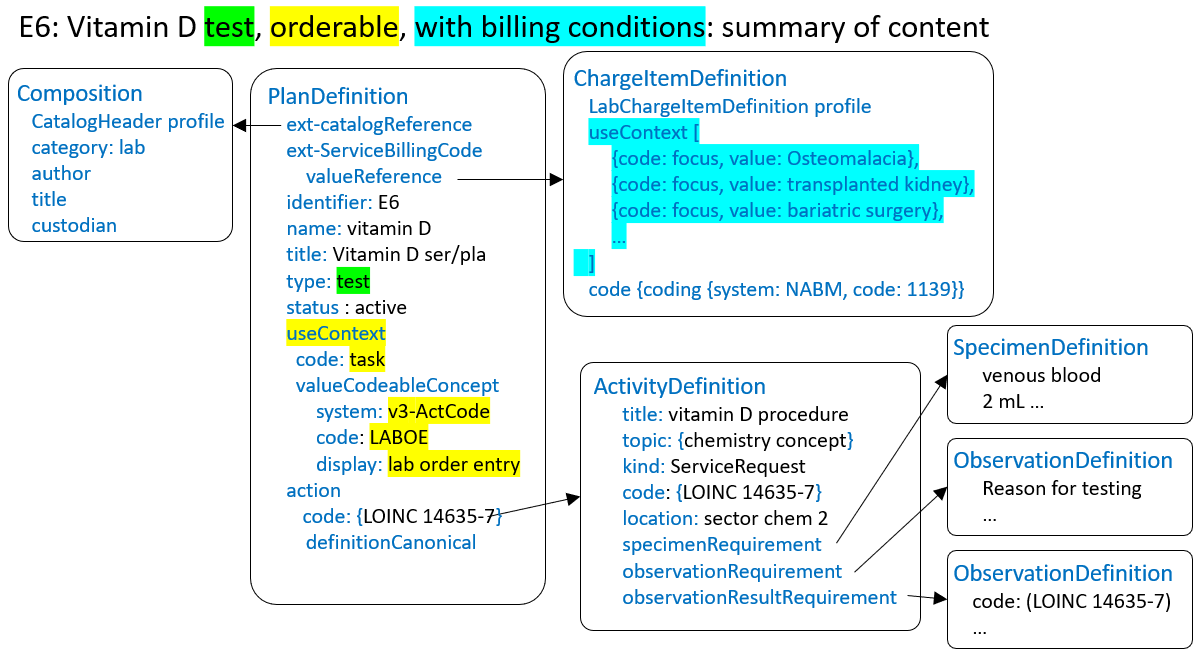 E6: Vitamin D test, orderable, with billing conditions: summary of content
Composition
CatalogHeader profile
category: lab
author
title
custodian
PlanDefinition
ext-catalogReference
ext-ServiceBillingCode
valueReference
identifier: E6
name: vitamin D
title: Vitamin D ser/pla
type: test
status : active
useContext
code: task
valueCodeableConcept
system: v3-ActCode
code: LABOE
display: lab order entry
action
code: {LOINC 14635-7}
definitionCanonical
ChargeItemDefinition
LabChargeItemDefinition profile
useContext [
{code: focus, value: Osteomalacia},
{code: focus, value: transplanted kidney},
{code: focus, value: bariatric surgery},
...
]
code {coding {system: NABM, code: 1139}}
ActivityDefinition
title: vitamin D procedure
topic: {chemistry concept}
kind: ServiceRequest
code: {LOINC 14635-7}
location: sector chem 2
specimenRequirement
observationRequirement
observationResultRequirement
SpecimenDefinition
venous blood
2 mL ...
ObservationDefinition
Reason for testing
...
ObservationDefinition
code: (LOINC 14635-7)
...